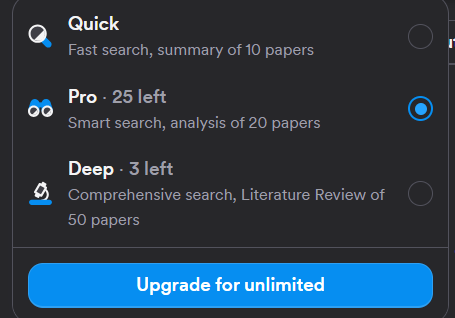 Quick
Fast search, summary of 10 papers
Pro · 25 left
Smart search, analysis of 20 papers
Deep · 3 left
Comprehensive search, Literature Review of
50 papers
Upgrade for unlimited